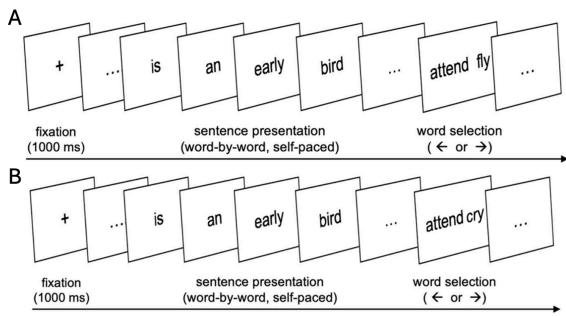 A
+ ... is an early bird ... attend fly ...
fixation sentence presentation word selection
(1000 ms) (word-by-word, self-paced) ( ← or → )
B
+ ... is an early bird ... attend cry ...
fixation sentence presentation word selection
(1000 ms) (word-by-word, self-paced) ( ← or → )